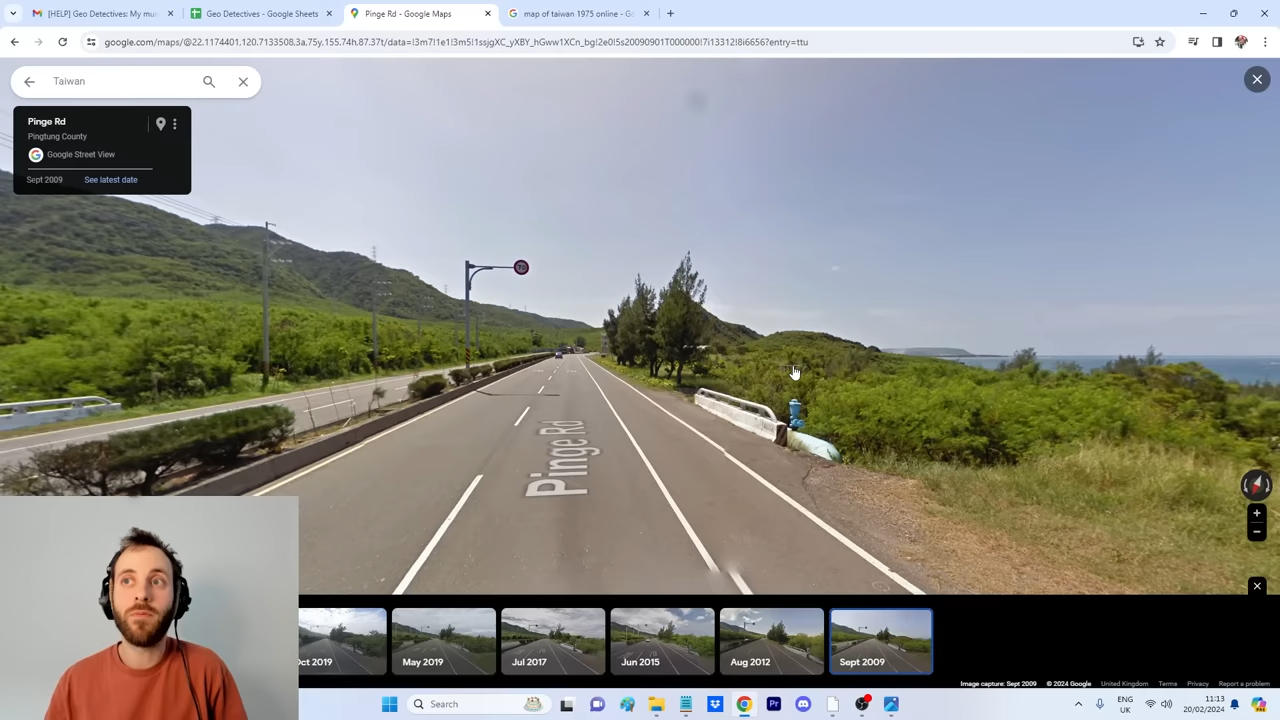 [HELP] Geo Detectives: My mu
Geo Detectives - Google Sheets
Pinge Rd - Google Maps
map of taiwan 1975 online - Go
google.com/maps/@22.1174401,120.7133508,3a,75y,155.74h,87.37t/data=!3m7!1e1!3m5!1ssjgXC_yXBY_hGww1XCn_bg!2e0!5s20090901T000000!7i13312!8i6656?entry=ttu
Taiwan
Pinge Rd
Pingtung County
Google Street View
Sept 2009
See latest date
70
Pinge Rd
Oct 2019
May 2019
Jul 2017
Jun 2015
Aug 2012
Sept 2009
Image capture: Sept 2009
© 2024 Google
United Kingdom
Terms
Privacy
Report a problem
Search
Pr
ENG
UK
11:13
20/02/2024